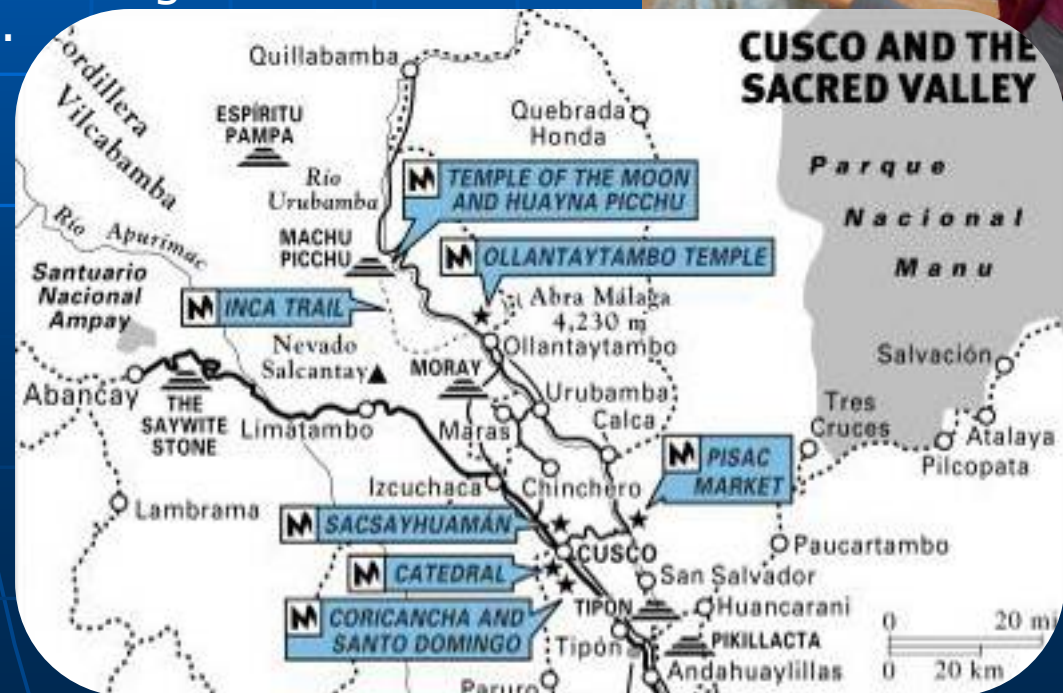 .
CUSCO AND THE
SACRED VALLEY
Cordillera
Vilcabamba
Quillabamba
ESPÍRITU
PAMPA
Quebrada
Honda
Parque
Nacional
Manu
Río
Urubamba
TEMPLE OF THE MOON
AND HUAYNA PICCHU
Río Apurímac
MACHU
PICCHU
OLLANTAYTAMBO TEMPLE
Santuario
Nacional
Ampay
INCA TRAIL
Abra Málaga
4,230 m
Nevado
Salcantay
MORAY
Ollantaytambo
Salvación
Abancay
THE
SAYWITE
STONE
Limatambo
Maras
Urubamba
Calca
Tres
Cruces
Atalaya
Pilcopata
PISAC
MARKET
Izcuchaca
Chinchero
Lambrama
SACSAYHUAMÁN
CUSCO
Paucartambo
CATEDRAL
San Salvador
CORICANCHA AND
SANTO DOMINGO
TIPON
Huancarani
Tipón
PIKILLACTA
Andahuaylillas
Paruro
0 20 mi
0 20 km